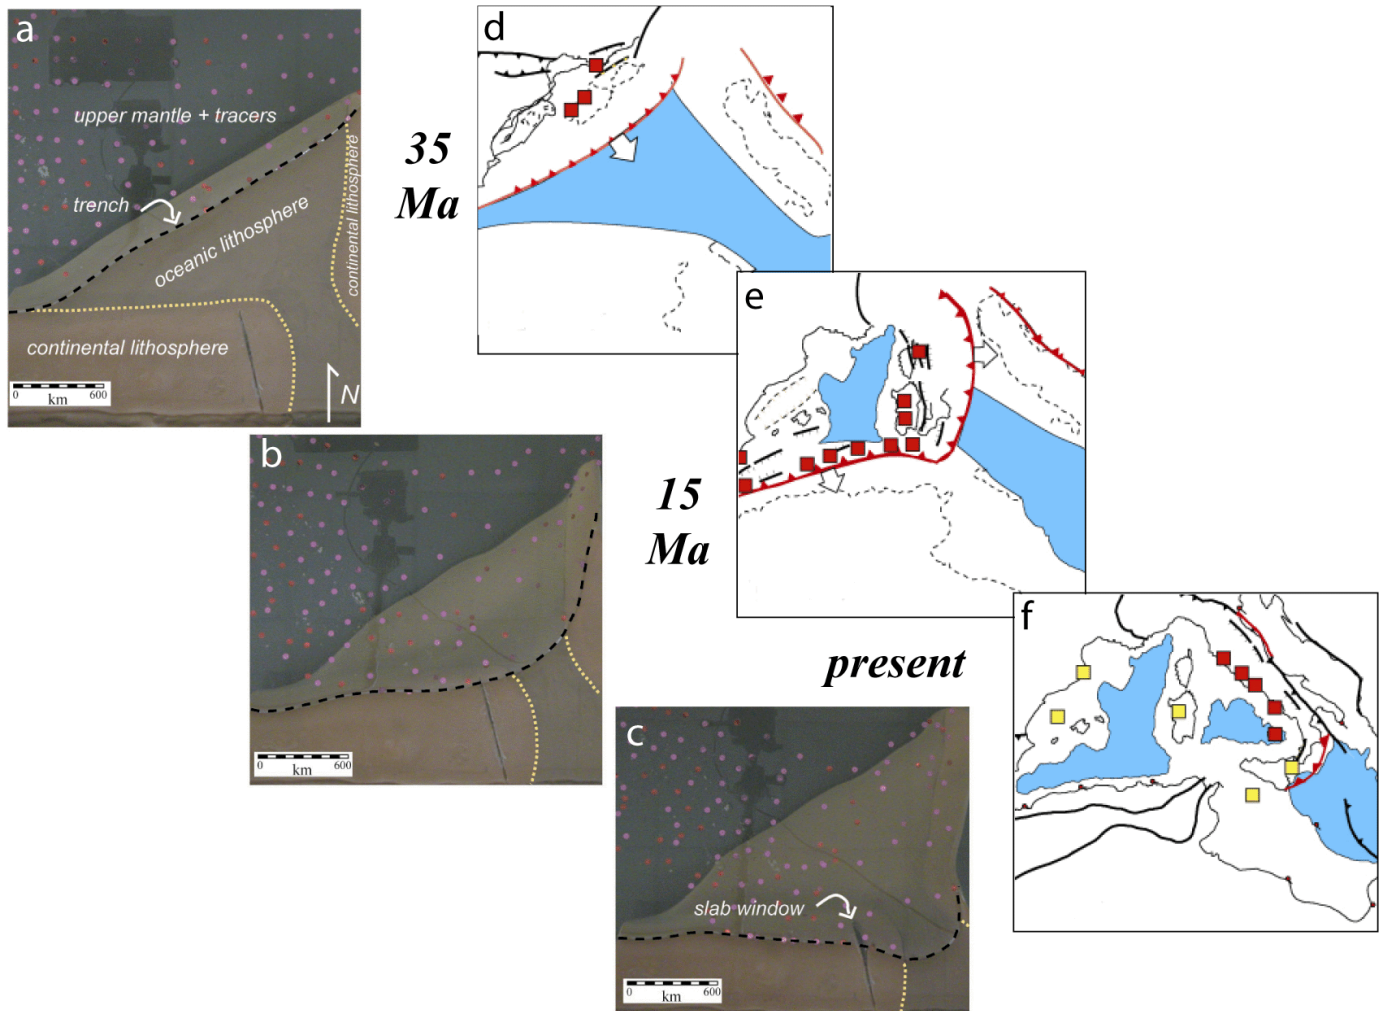 a
upper mantle + tracers
trench
oceanic lithosphere
continental lithosphere
continental lithosphere
0 600
km
N
d
35
Ma
b
0 600
km
e
15
Ma
c
slab window
0 600
km
present
f